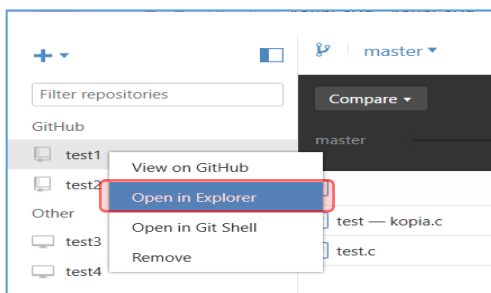 master
Filter repositories
Compare
GitHub
master
test1
View on GitHub
test2
Open in Explorer
Other
Open in Git Shell
test — kopia.c
test3
Remove
test.c
test4